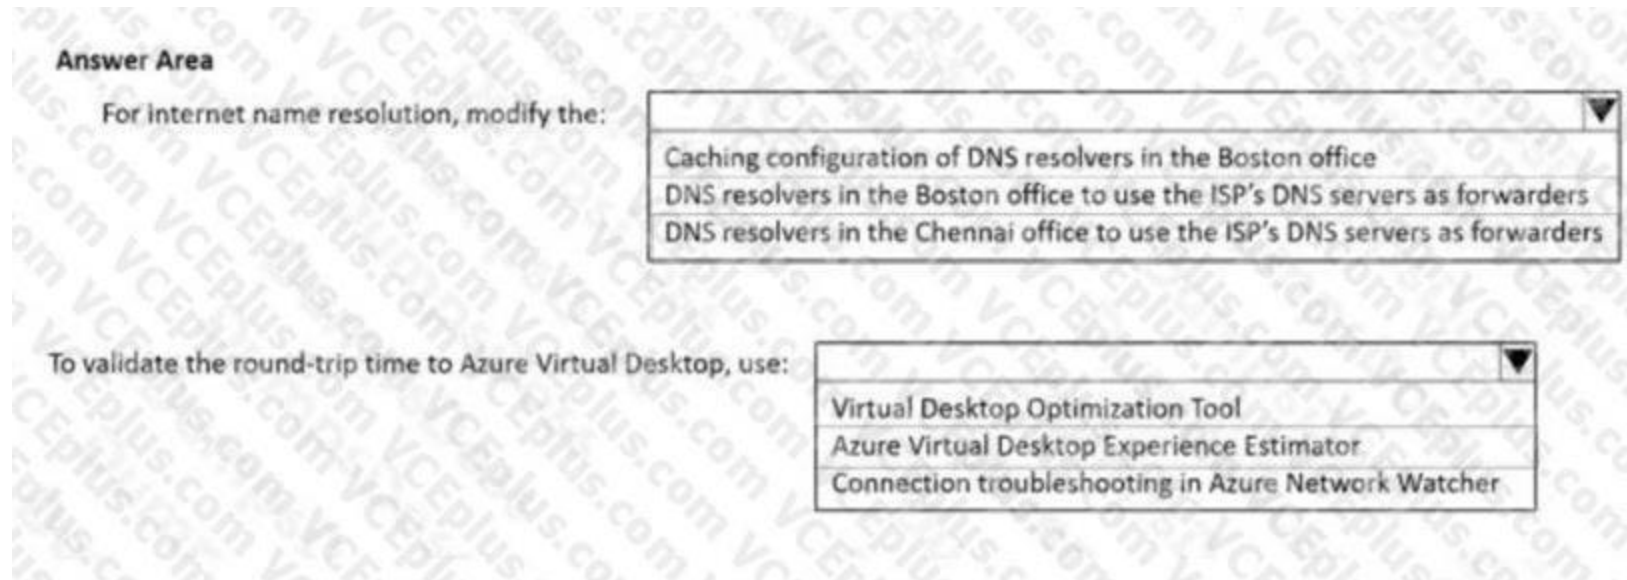 Answer Area
For internet name resolution, modify the:
Caching configuration of DNS resolvers in the Boston office
DNS resolvers in the Boston office to use the ISP's DNS servers as forwarders
DNS resolvers in the Chennai office to use the ISP's DNS servers as forwarders
To validate the round-trip time to Azure Virtual Desktop, use:
Virtual Desktop Optimization Tool
Azure Virtual Desktop Experience Estimator
Connection troubleshooting in Azure Network Watcher
VCEplus.com